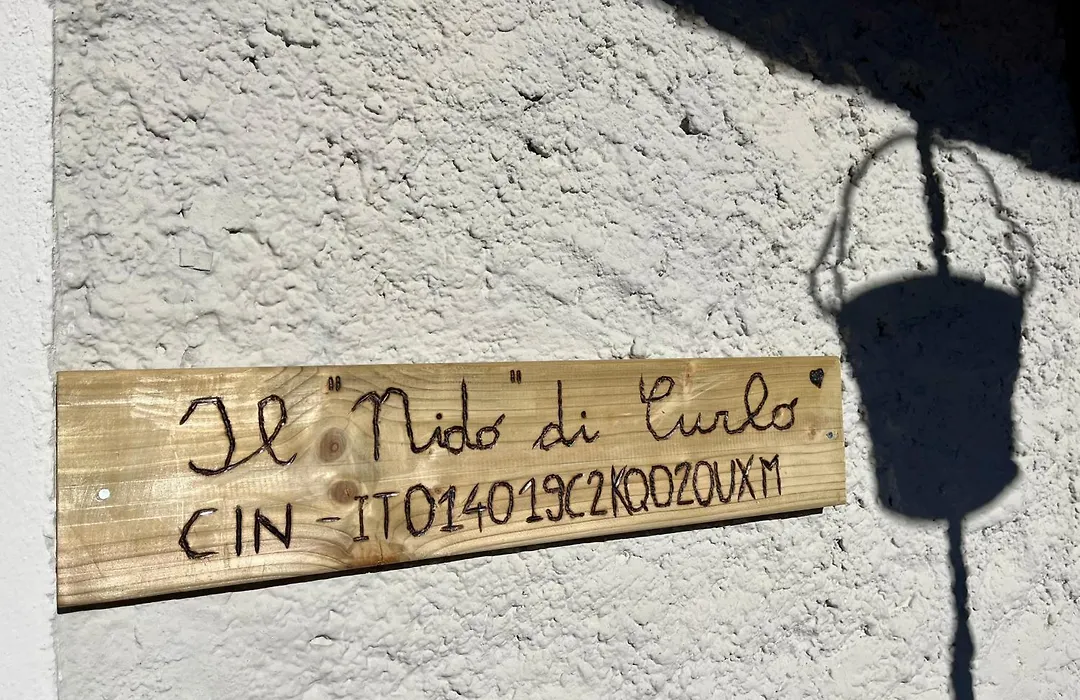 Il "Nido" di Curlo
CIN - IT014019C2KQO2OUXM